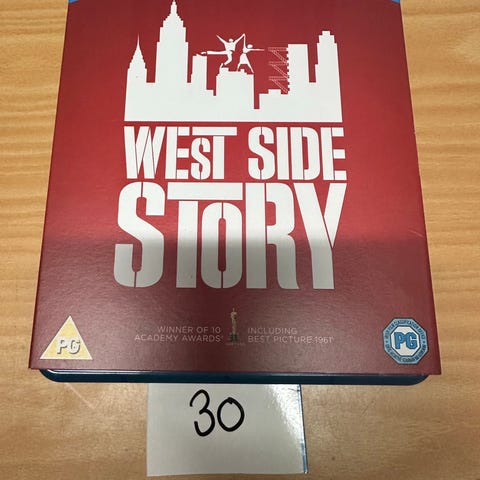 WEST SIDE
STORY
WINNER OF 10
ACADEMY AWARDS®
INCLUDING
BEST PICTURE 1961
PG
PG
30